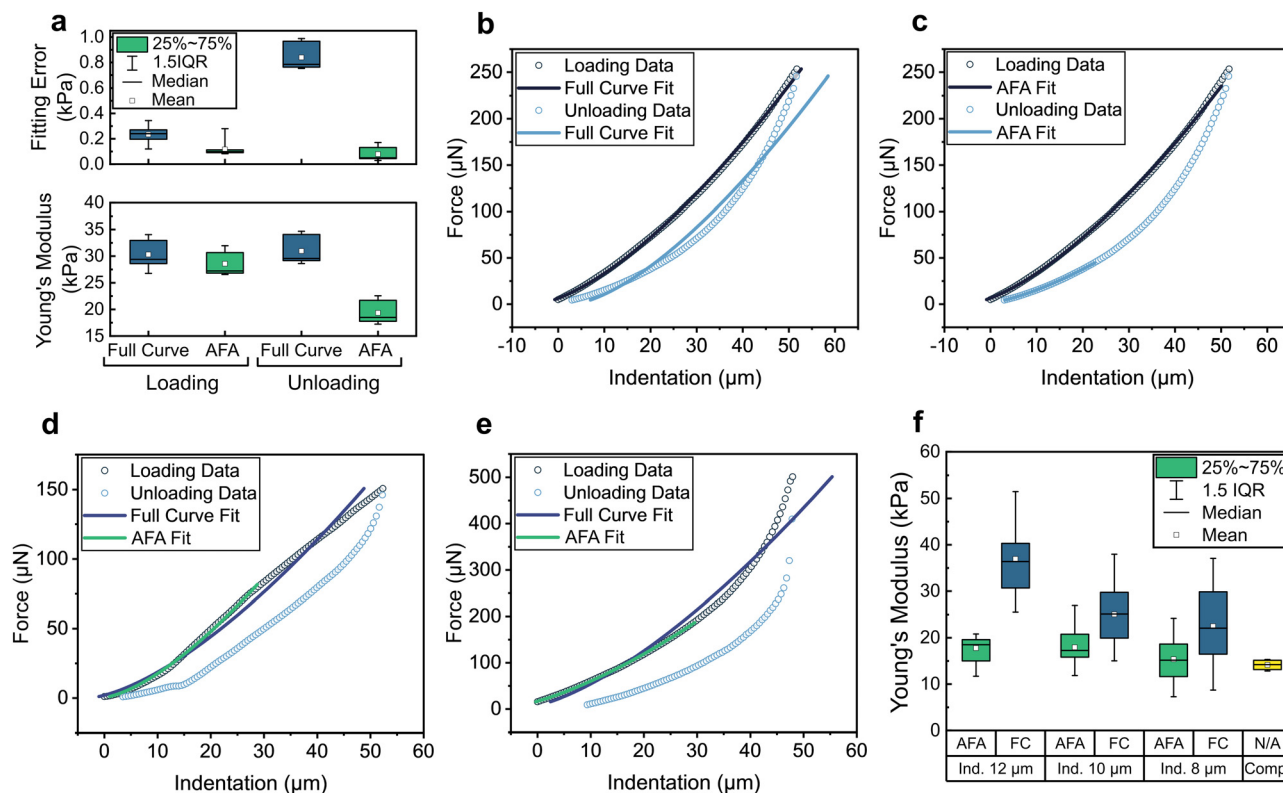 a
25%~75%
1.5IQR
Median
Mean
Fitting Error
(kPa)
1.0
0.8
0.6
0.4
0.2
0.0
Young's Modulus
(kPa)
35
30
25
20
15
Full Curve AFA Full Curve AFA
Loading Unloading
b
Loading Data
Full Curve Fit
Unloading Data
Full Curve Fit
Force (µN)
250
200
150
100
50
0
-10 0 10 20 30 40 50 60
Indentation (µm)
c
Loading Data
AFA Fit
Unloading Data
AFA Fit
Force (µN)
250
200
150
100
50
0
-10 0 10 20 30 40 50 60
Indentation (µm)
d
Loading Data
Unloading Data
Full Curve Fit
AFA Fit
Force (µN)
150
100
50
0
0 10 20 30 40 50 60
Indentation (µm)
e
Loading Data
Unloading Data
Full Curve Fit
AFA Fit
Force (µN)
500
400
300
200
100
0
0 10 20 30 40 50 60
Indentation (µm)
f
25%~75%
1.5 IQR
Median
Mean
Young's Modulus (kPa)
60
50
40
30
20
10
0
AFA FC AFA FC AFA FC N/A
Ind. 12 µm Ind. 10 µm Ind. 8 µm Comp